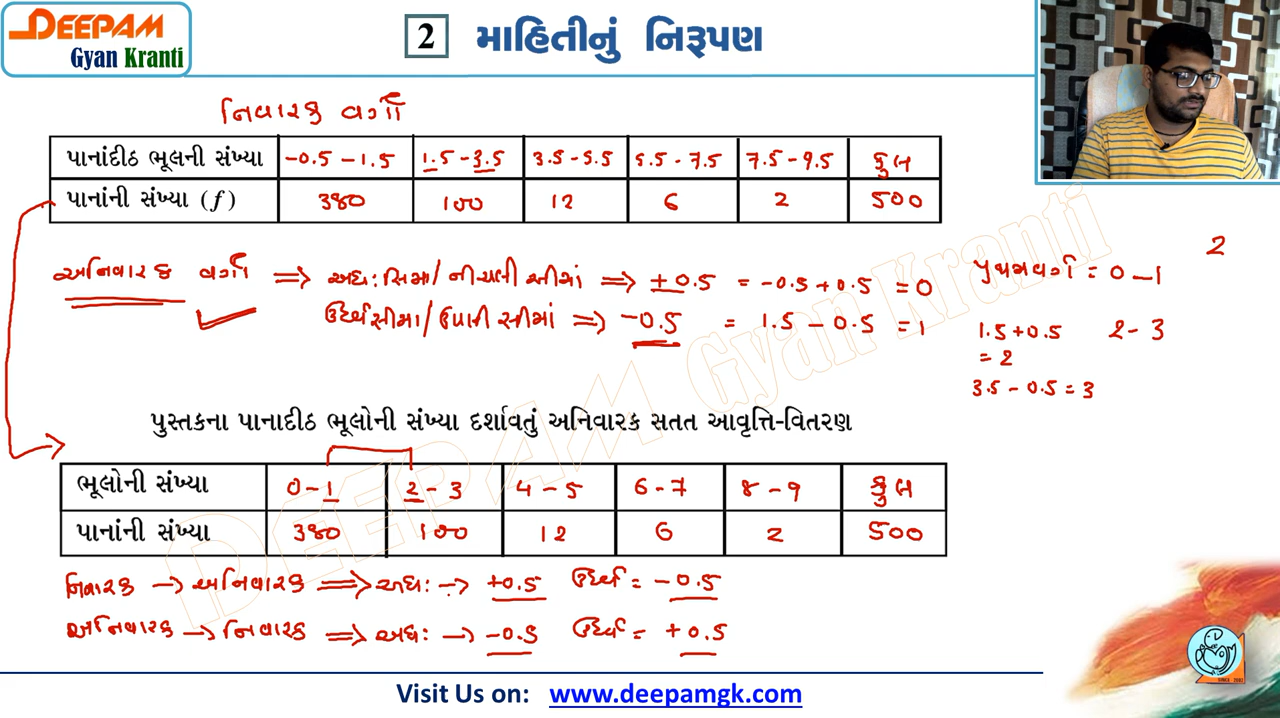 DEEPAM
Gyan Kranti
2 માહિતીનું નિરૂપણ
નિવારક વર્ગો
પાનાંદીઠ ભૂલની સંખ્યા -0.5 - 1.5 1.5 - 3.5 3.5 - 5.5 5.5 - 7.5 7.5 - 9.5 કુલ
પાનાંની સંખ્યા (f) 380 100 12 6 2 500
અનિવારક વર્ગો ⇒ અધ: સિમા / નીચલી સીમાં ⇒ +0.5 = -0.5 + 0.5 = 0
ઉર્ધ્વ સીમા / ઉપલી સીમાં ⇒ -0.5 = 1.5 - 0.5 = 1
2
પ્રથમ વર્ગ = 0 - 1
1.5 + 0.5 2 - 3
= 2
3.5 - 0.5 = 3
પુસ્તકના પાનાદીઠ ભૂલોની સંખ્યા દર્શાવતું અનિવારક સતત આવૃત્તિ-વિતરણ
ભૂલોની સંખ્યા 0 - 1 2 - 3 4 - 5 6 - 7 8 - 9 કુલ
પાનાંની સંખ્યા 380 100 12 6 2 500
નિવારક → અનિવારક ⇒ અધ: → +0.5 ઉર્ધ્વ = -0.5
અનિવારક → નિવારક ⇒ અધ: → -0.5 ઉર્ધ્વ = +0.5
DEEPAM Gyan Kranti
Visit Us on: www.deepamgk.com